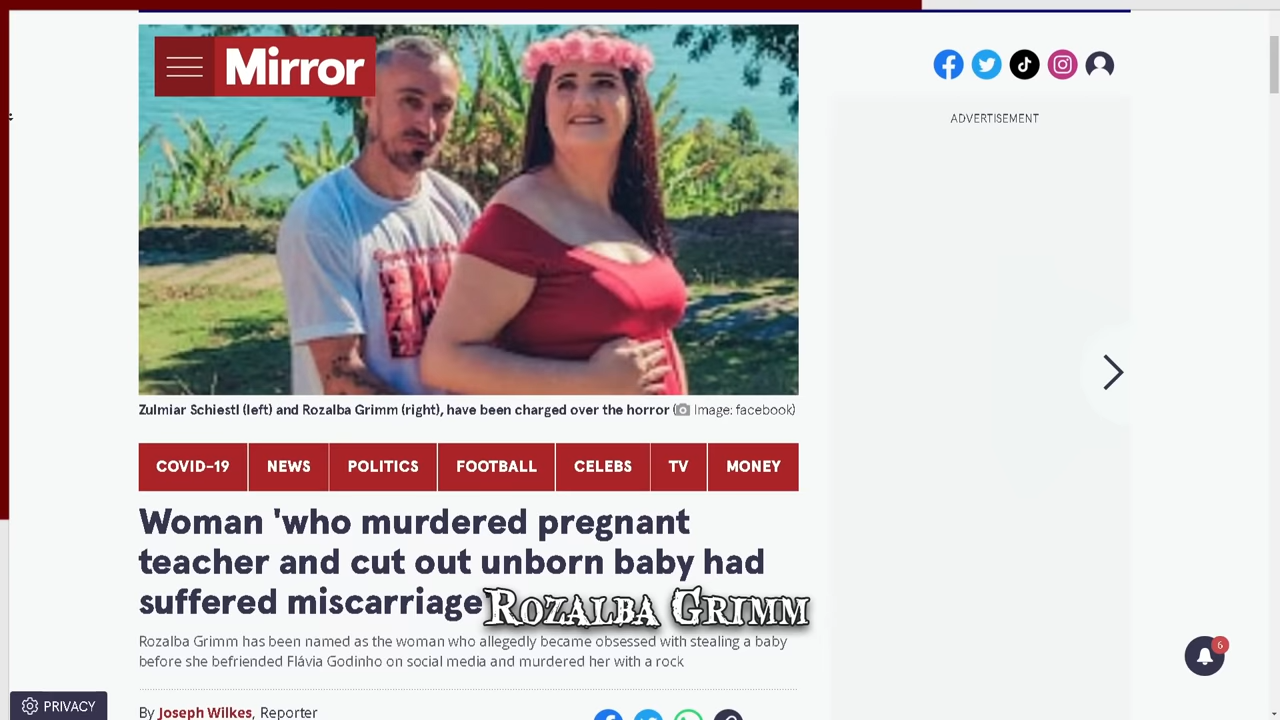 Mirror
ADVERTISEMENT
Zulmiar Schiestl (left) and Rozalba Grimm (right), have been charged over the horror ( Image: facebook)
COVID-19 NEWS POLITICS FOOTBALL CELEBS TV MONEY
Woman 'who murdered pregnant
teacher and cut out unborn baby had
suffered miscarriage
Rozalba Grimm
Rozalba Grimm has been named as the woman who allegedly became obsessed with stealing a baby
before she befriended Flávia Godinho on social media and murdered her with a rock
6
PRIVACY
By Joseph Wilkes, Reporter